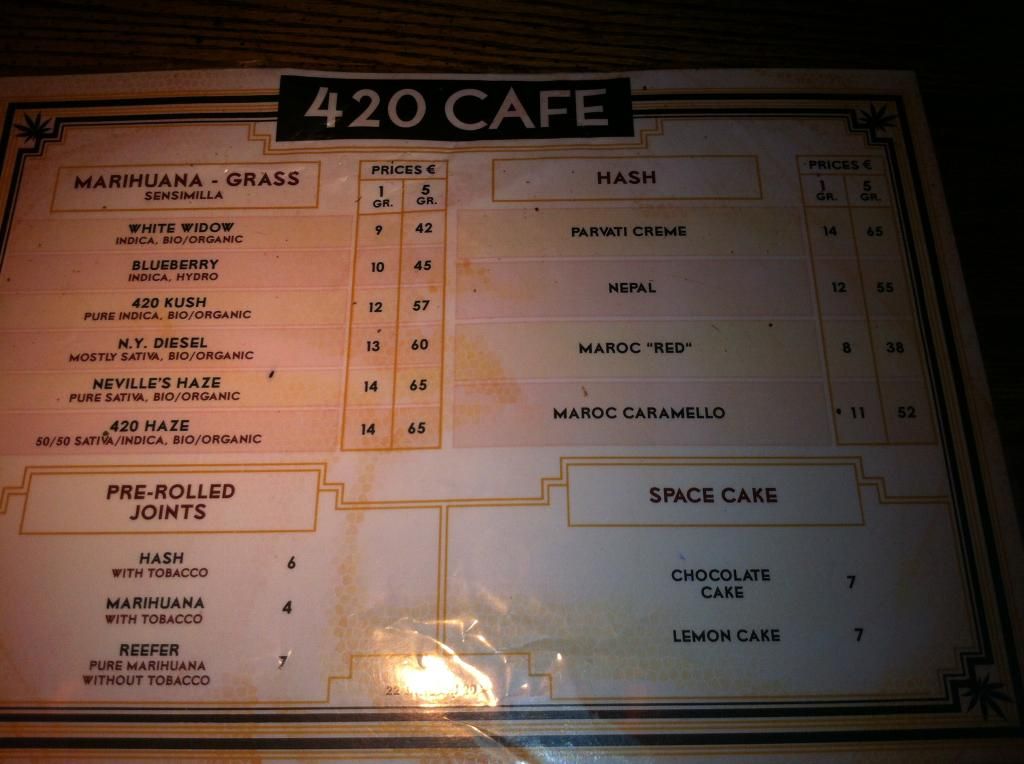 420 CAFE
MARIHUANA - GRASS
SENSIMILLA
PRICES €
1 GR. 5 GR.
WHITE WIDOW 9 42
INDICA, BIO/ORGANIC
BLUEBERRY 10 45
INDICA, HYDRO
420 KUSH 12 57
PURE INDICA, BIO/ORGANIC
N.Y. DIESEL 13 60
MOSTLY SATIVA, BIO/ORGANIC
NEVILLE'S HAZE 14 65
PURE SATIVA, BIO/ORGANIC
420 HAZE 14 65
50/50 SATIVA/INDICA, BIO/ORGANIC
HASH
PRICES €
1 GR. 5 GR.
PARVATI CREME 14 65
NEPAL 12 55
MAROC "RED" 8 38
MAROC CARAMELLO 11 52
PRE-ROLLED
JOINTS
HASH 6
WITH TOBACCO
MARIHUANA 4
WITH TOBACCO
REEFER 7
PURE MARIHUANA
WITHOUT TOBACCO
SPACE CAKE
CHOCOLATE
CAKE 7
LEMON CAKE 7
22